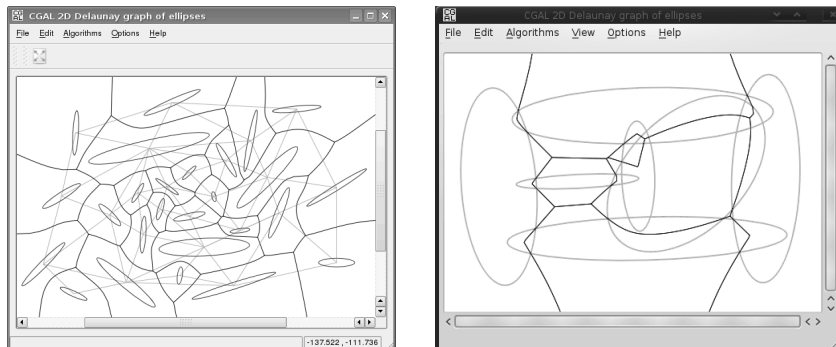 CGAL 2D Delaunay graph of ellipses
File Edit Algorithms Options Help
-137.522 , -111.736
CGAL 2D Delaunay graph of ellipses
File Edit Algorithms View Options Help